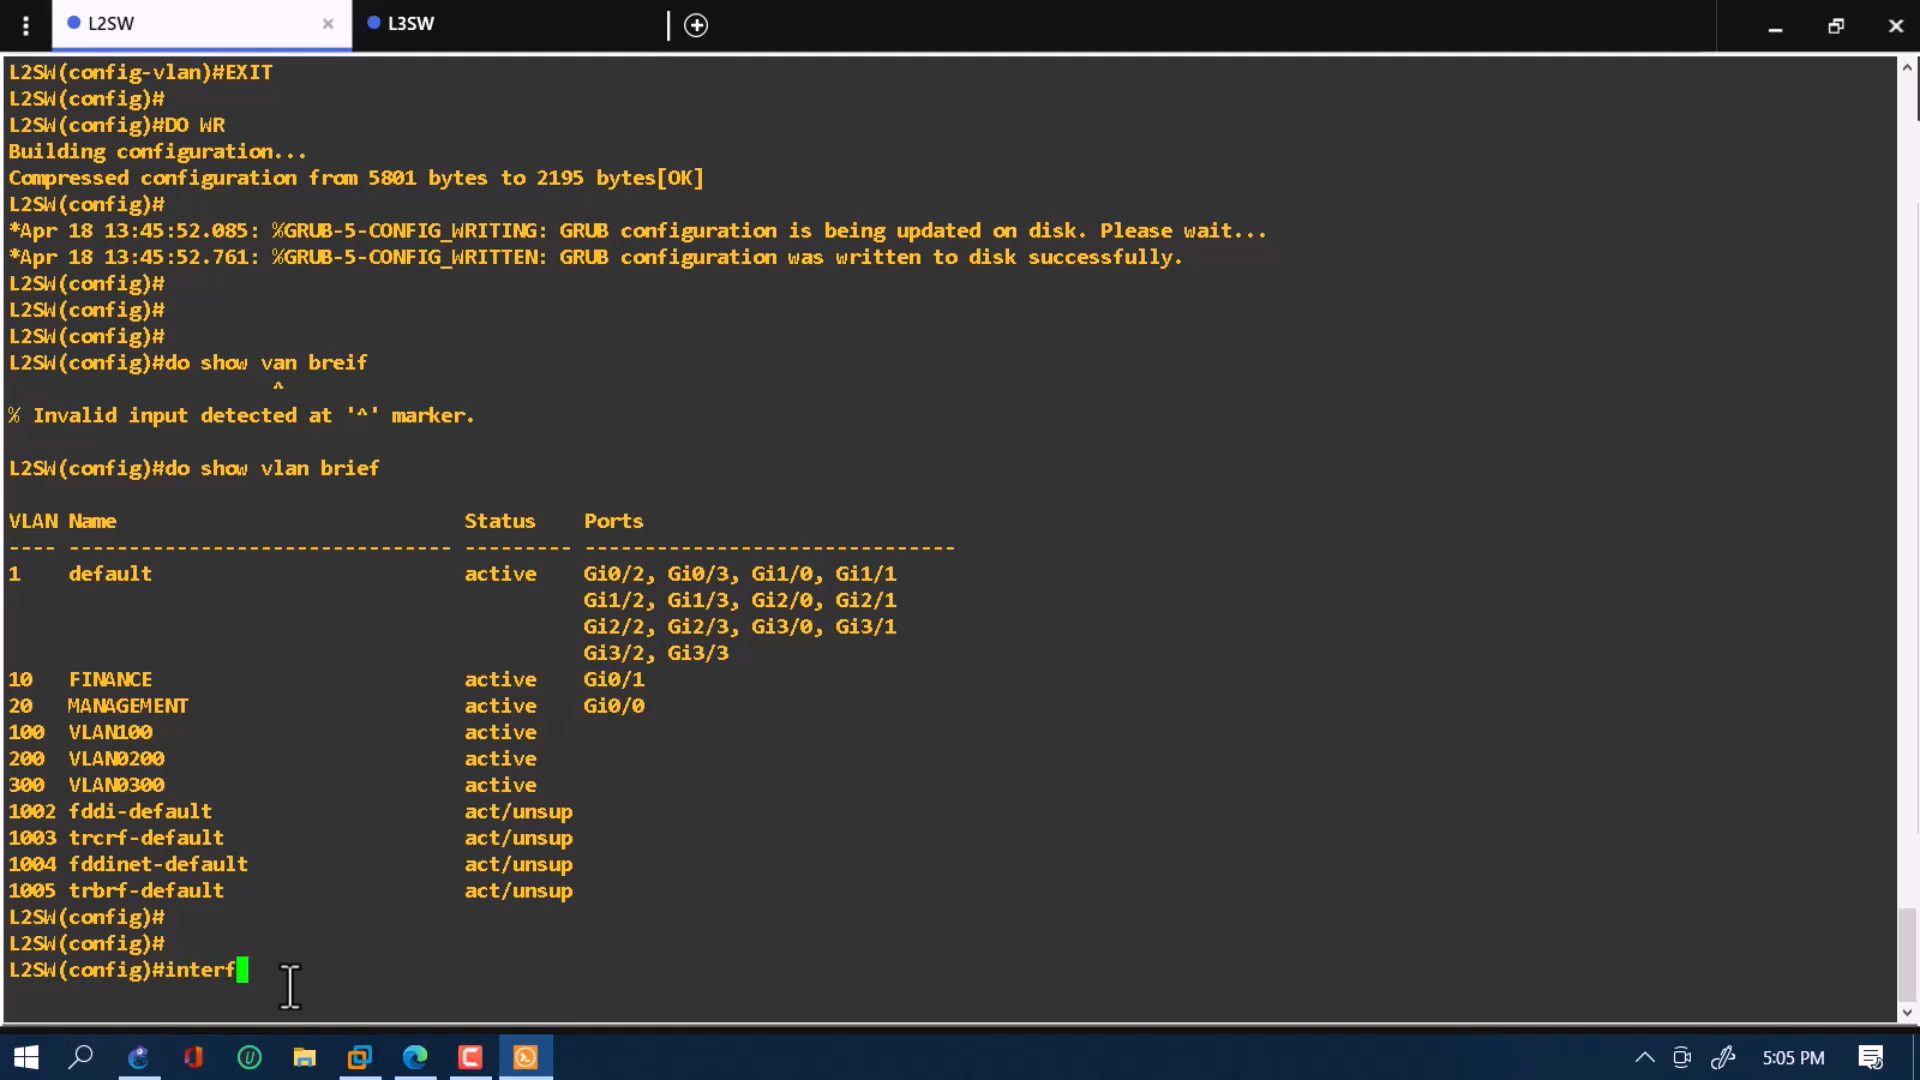 L2SW
L3SW
L2SW(config-vlan)#EXIT
L2SW(config)#
L2SW(config)#DO WR
Building configuration...
Compressed configuration from 5801 bytes to 2195 bytes[OK]
L2SW(config)#
*Apr 18 13:45:52.085: %GRUB-5-CONFIG_WRITING: GRUB configuration is being updated on disk. Please wait...
*Apr 18 13:45:52.761: %GRUB-5-CONFIG_WRITTEN: GRUB configuration was written to disk successfully.
L2SW(config)#
L2SW(config)#
L2SW(config)#
L2SW(config)#do show van breif
^
% Invalid input detected at '^' marker.
L2SW(config)#do show vlan brief
VLAN Name Status Ports
---- -------------------------------- --------- -------------------------------
1 default active Gi0/2, Gi0/3, Gi1/0, Gi1/1
Gi1/2, Gi1/3, Gi2/0, Gi2/1
Gi2/2, Gi2/3, Gi3/0, Gi3/1
Gi3/2, Gi3/3
10 FINANCE active Gi0/1
20 MANAGEMENT active Gi0/0
100 VLAN100 active
200 VLAN0200 active
300 VLAN0300 active
1002 fddi-default act/unsup
1003 trcrf-default act/unsup
1004 fddinet-default act/unsup
1005 trbrf-default act/unsup
L2SW(config)#
L2SW(config)#
L2SW(config)#interf
5:05 PM